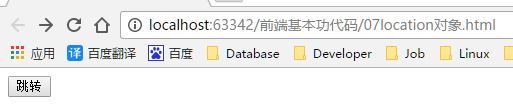 localhost:63342/前端基本功代码/07location对象.html
应用 译 百度翻译 百度 Database Developer Job Linux
跳转